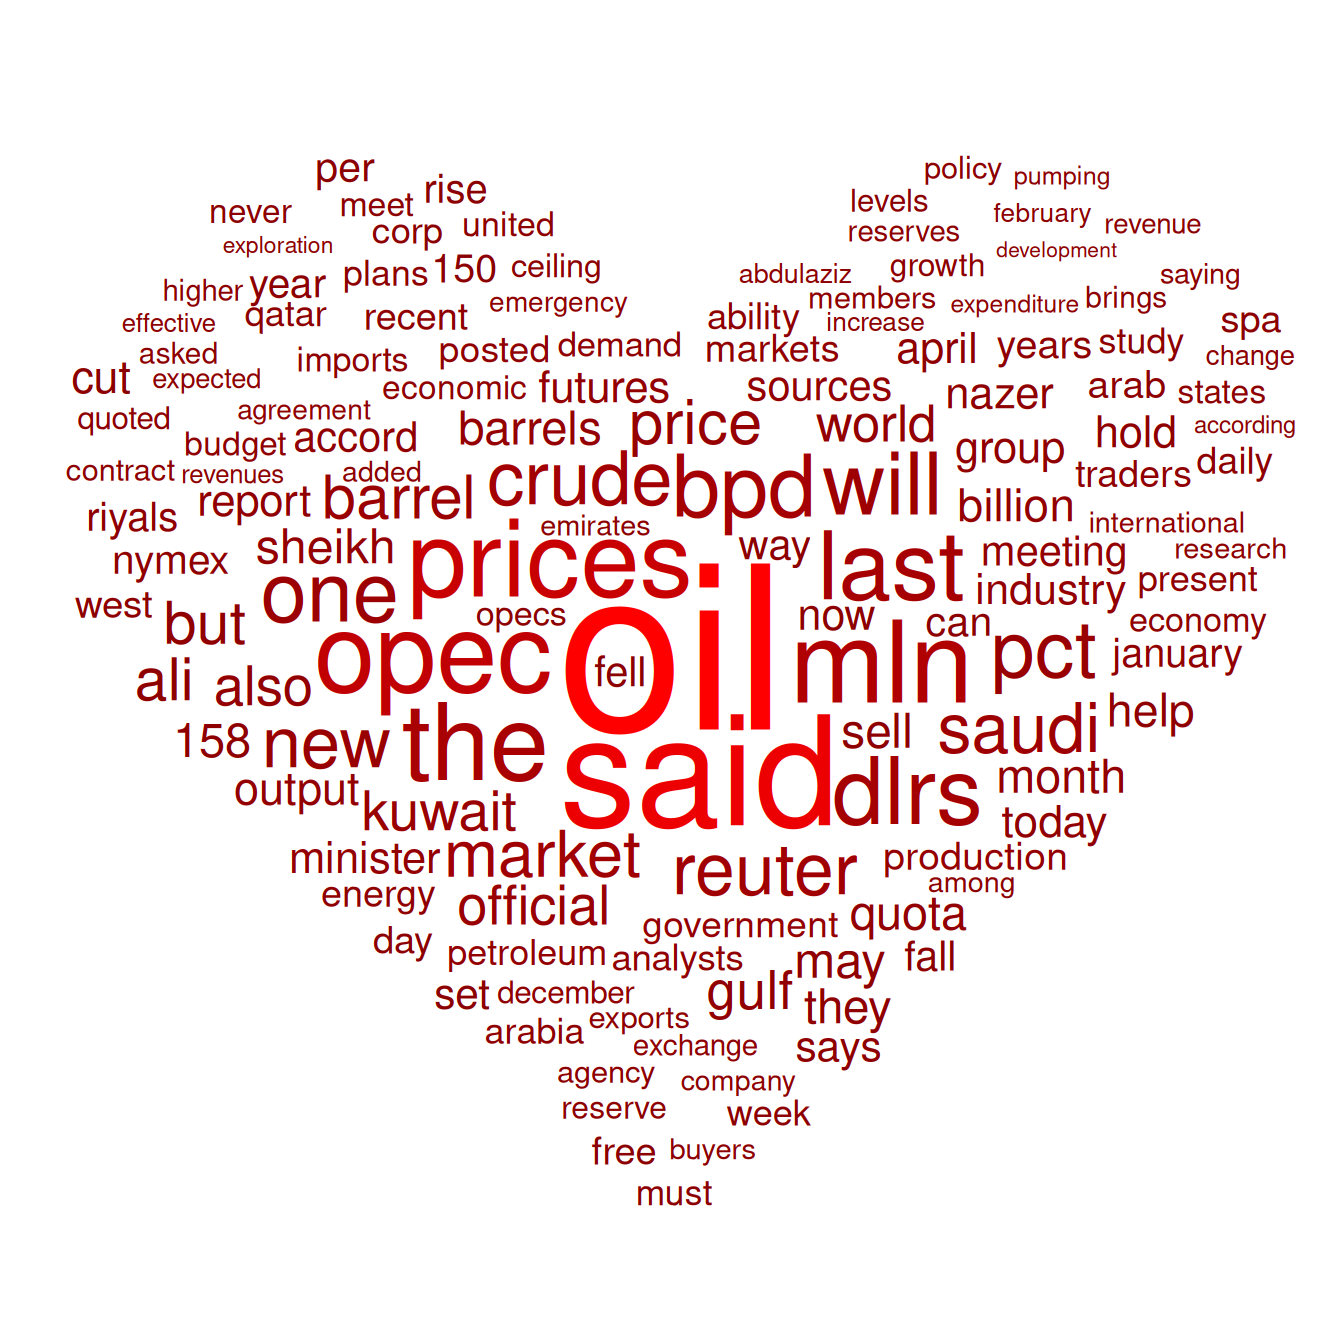 per
policy
pumping
never
meet
rise
levels
february
revenue
exploration
corp
united
reserves
development
higher
year
plans
150
ceiling
abdulaziz
growth
saying
effective
qatar
recent
emergency
ability
members
increase
expenditure
brings
spa
asked
imports
posted
demand
markets
april
years
study
change
cut
expected
economic
futures
sources
nazer
arab
states
quoted
agreement
barrels
price
world
hold
according
budget
accord
group
contract
revenues
added
crude
bpd
will
traders
daily
riyals
report
barrel
billion
international
emirates
nymex
sheikh
prices
way
last
meeting
research
west
one
opecs
now
industry
present
but
can
economy
ali
also
opec
oil
fell
mln
pct
january
158
new
the
said
sell
saudi
help
output
kuwait
dlrs
month
today
minister
market
reuter
production
among
energy
official
government
quota
day
petroleum
analysts
may
fall
set
december
gulf
they
arabia
exports
exchange
says
agency
company
reserve
week
free
buyers
must